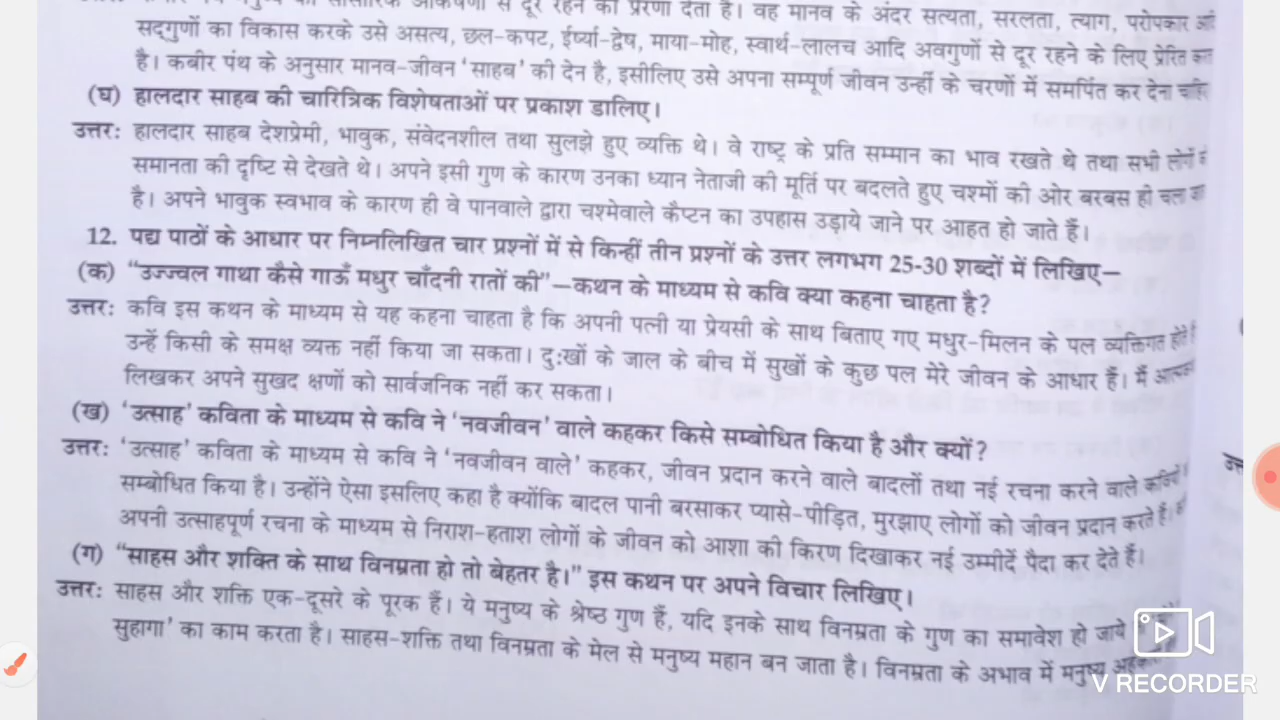 से दूर रहने की प्रेरणा देता है। वह मानव के अंदर सत्यता, सरलता, त्याग, परोपकार
सद्गुणों का विकास करके उसे असत्य, छल-कपट, ईर्ष्या-द्वेष, माया-मोह, स्वार्थ-लालच आदि अवगुणों से दूर रहने के लिए प्रेरित
है। कबीर पंथ के अनुसार मानव-जीवन 'साहब' की देन है, इसीलिए उसे अपना सम्पूर्ण जीवन उन्हीं के चरणों में समर्पित कर देना
(घ) हालदार साहब की चारित्रिक विशेषताओं पर प्रकाश डालिए।
उत्तर: हालदार साहब देशप्रेमी, भावुक, संवेदनशील तथा सुलझे हुए व्यक्ति थे। वे राष्ट्र के प्रति सम्मान का भाव रखते थे तथा सभी लोगों
समानता की दृष्टि से देखते थे। अपने इसी गुण के कारण उनका ध्यान नेताजी की मूर्ति पर बदलते हुए चश्मों की ओर बरबस ही चला
है। अपने भावुक स्वभाव के कारण ही वे पानवाले द्वारा चश्मेवाले कैप्टन का उपहास उड़ाये जाने पर आहत हो जाते हैं।
12. पद्य पाठों के आधार पर निम्नलिखित चार प्रश्नों में से किन्हीं तीन प्रश्नों के उत्तर लगभग 25-30 शब्दों में लिखिए—
(क) "उज्ज्वल गाथा कैसे गाऊँ मधुर चाँदनी रातों की"—कथन के माध्यम से कवि क्या कहना चाहता है?
उत्तर: कवि इस कथन के माध्यम से यह कहना चाहता है कि अपनी पत्नी या प्रेयसी के साथ बिताए गए मधुर-मिलन के पल व्यक्तिगत होते
उन्हें किसी के समक्ष व्यक्त नहीं किया जा सकता। दु:खों के जाल के बीच में सुखों के कुछ पल मेरे जीवन के आधार हैं। मैं
लिखकर अपने सुखद क्षणों को सार्वजनिक नहीं कर सकता।
(ख) 'उत्साह' कविता के माध्यम से कवि ने 'नवजीवन' वाले कहकर किसे सम्बोधित किया है और क्यों?
उत्तर: 'उत्साह' कविता के माध्यम से कवि ने 'नवजीवन वाले' कहकर, जीवन प्रदान करने वाले बादलों तथा नई रचना करने वाले
सम्बोधित किया है। उन्होंने ऐसा इसलिए कहा है क्योंकि बादल पानी बरसाकर प्यासे-पीड़ित, मुरझाए लोगों को जीवन प्रदान करते हैं।
अपनी उत्साहपूर्ण रचना के माध्यम से निराश-हताश लोगों के जीवन को आशा की किरण दिखाकर नई उम्मीदें पैदा कर देते हैं।
(ग) "साहस और शक्ति के साथ विनम्रता हो तो बेहतर है।" इस कथन पर अपने विचार लिखिए।
उत्तर: साहस और शक्ति एक-दूसरे के पूरक हैं। ये मनुष्य के श्रेष्ठ गुण हैं, यदि इनके साथ विनम्रता के गुण का समावेश हो जाये
सुहागा' का काम करता है। साहस-शक्ति तथा विनम्रता के मेल से मनुष्य महान बन जाता है। विनम्रता के अभाव में मनुष्य
V RECORDER